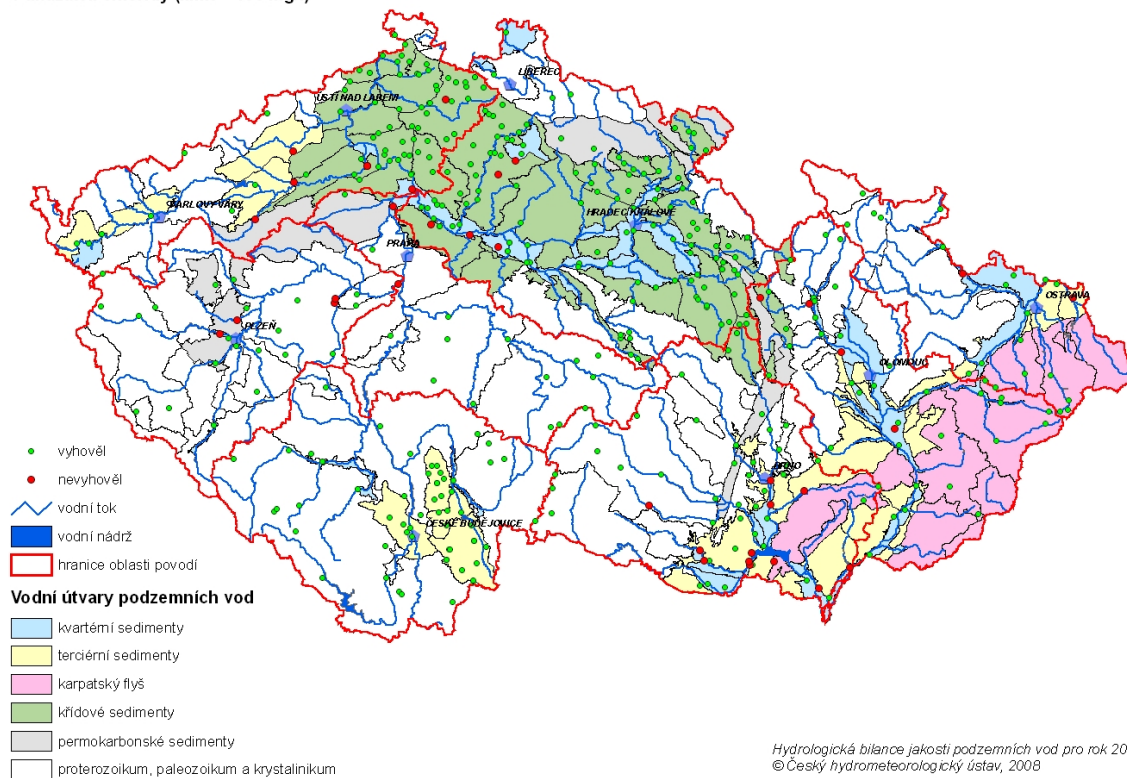 LIBEREC
ÚSTÍ NAD LABEM
KARLOVY VARY
HRADEC KRÁLOVÉ
PRAHA
OSTRAVA
PLZEŇ
OLOMOUC
BRNO
ČESKÉ BUDĚJOVICE
vyhověl
nevyhověl
vodní tok
vodní nádrž
hranice oblasti povodí
Vodní útvary podzemních vod
kvartérní sedimenty
terciérní sedimenty
karpatský flyš
křídové sedimenty
permokarbonské sedimenty
proterozoikum, paleozoikum a krystalinikum
Hydrologická bilance jakosti podzemních vod pro rok 20
© Český hydrometeorologický ústav, 2008